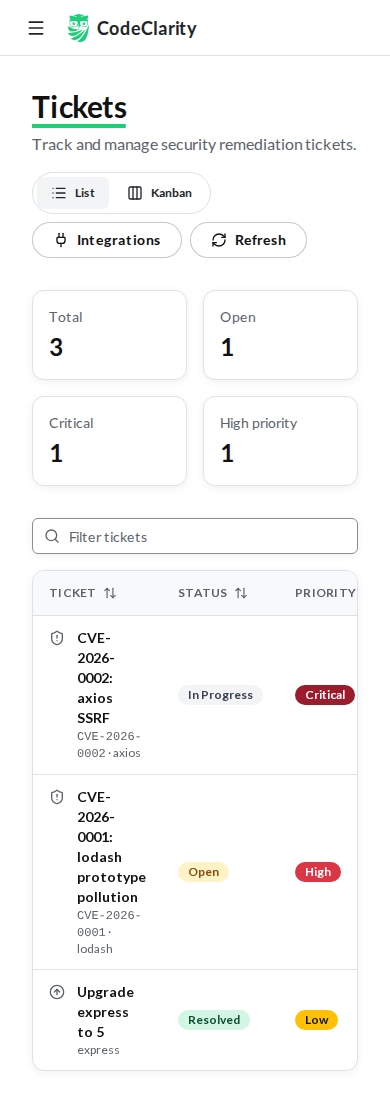 CodeClarity
Tickets
Track and manage security remediation tickets.
List
Kanban
Integrations
Refresh
Total
3
Open
1
Critical
1
High priority
1
Filter tickets
TICKET
STATUS
PRIORITY
CVE-
2026-
0002:
axios
SSRF
CVE-2026-
0002·axios
In Progress
Critical
CVE-
2026-
0001:
lodash
prototype
pollution
CVE-2026-
0001·
lodash
Open
High
Upgrade
express
to 5
express
Resolved
Low